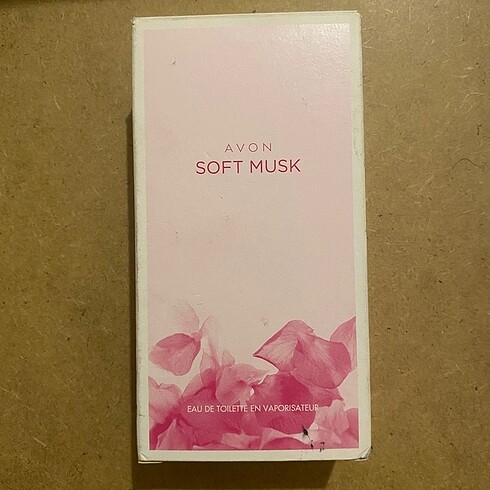 AVON
SOFT MUSK
EAU DE TOILETTE EN VAPORISATEUR